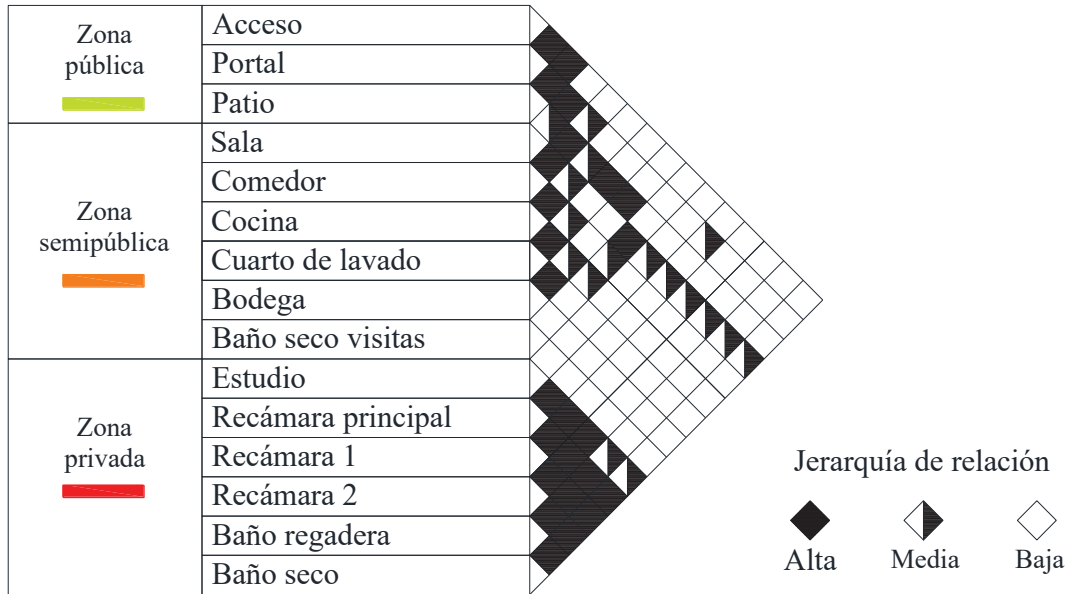 Zona
pública
Acceso
Portal
Patio
Zona
semipública
Sala
Comedor
Cocina
Cuarto de lavado
Bodega
Baño seco visitas
Zona
privada
Estudio
Recámara principal
Recámara 1
Recámara 2
Baño regadera
Baño seco
Jerarquía de relación
Alta
Media
Baja